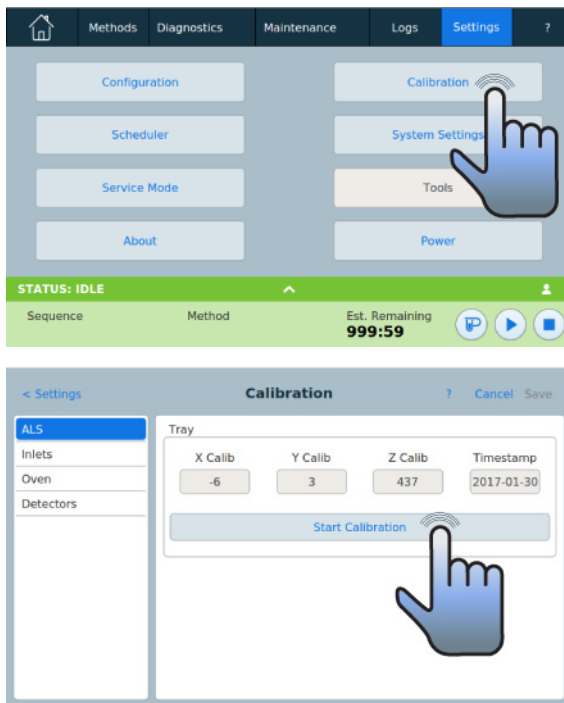 Methods Diagnostics Maintenance Logs Settings ?
Configuration Calibration
Scheduler System Settings
Service Mode Tools
About Power
STATUS: IDLE
Sequence Method Est. Remaining
999:59
< Settings Calibration ? Cancel Save
ALS Tray
Inlets X Calib Y Calib Z Calib Timestamp
Oven -6 3 437 2017-01-30
Detectors
Start Calibration